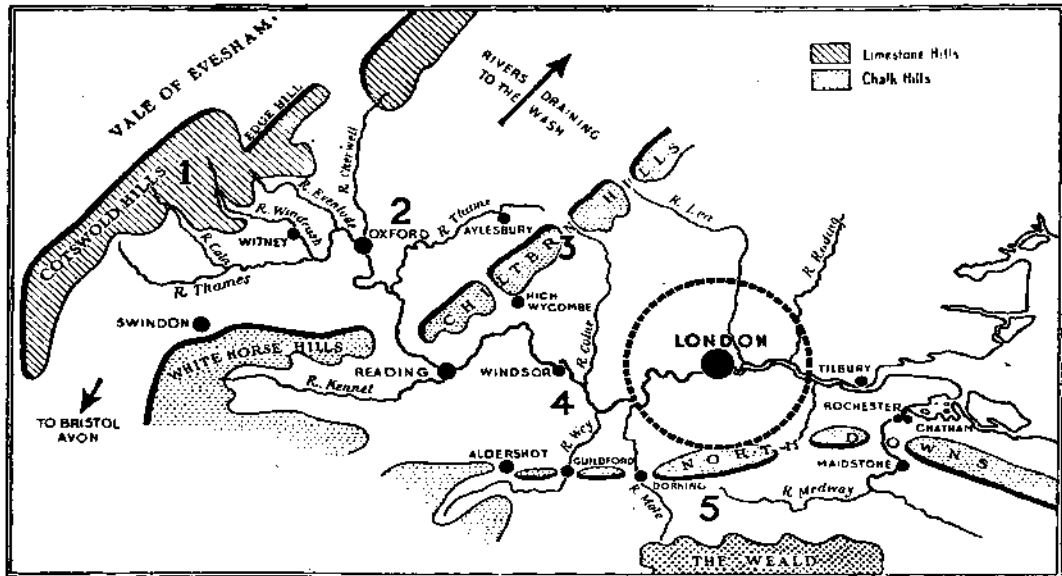 VALE OF EVESHAM.
RIVERS DRAINING
TO THE WASH
Limestone Hills
Chalk Hills
EDGE HILL
R. Cherwell
COTSWOLD HILLS
1
R. Evenlode
R. Windrush
2
OXFORD
R. Thame
AYLESBURY
WITNEY
R. Coln
R. Thames
CHILTERN HILLS
3
R. Lea
R. Roding
HIGH
WYCOMBE
R. Colne
SWINDON
WHITE HORSE HILLS
LONDON
READING
WINDSOR
R. Kennet
TILBURY
4
TO BRISTOL
AVON
ROCHESTER
CHATHAM
R. Wey
ALDERSHOT
GUILDFORD
NORTH DOWNS
MAIDSTONE
DORKING
R. Mole
5
R. Medway
THE WEALD